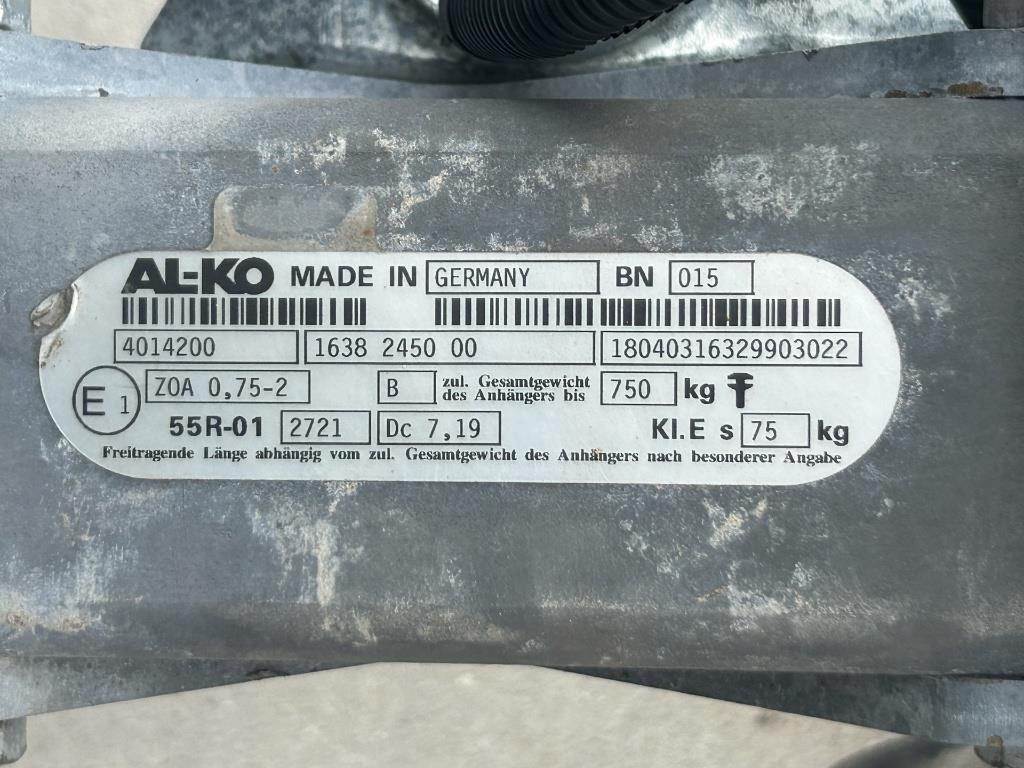 AL-KO MADE IN GERMANY BN 015
4014200 1638 2450 00 18040316329903022
E 1 ZOA 0,75-2 B zul. Gesamtgewicht des Anhängers bis 750 kg
55R-01 2721 Dc 7,19 KI.E s 75 kg
Freitragende Länge abhängig vom zul. Gesamtgewicht des Anhängers nach besonderer Angabe